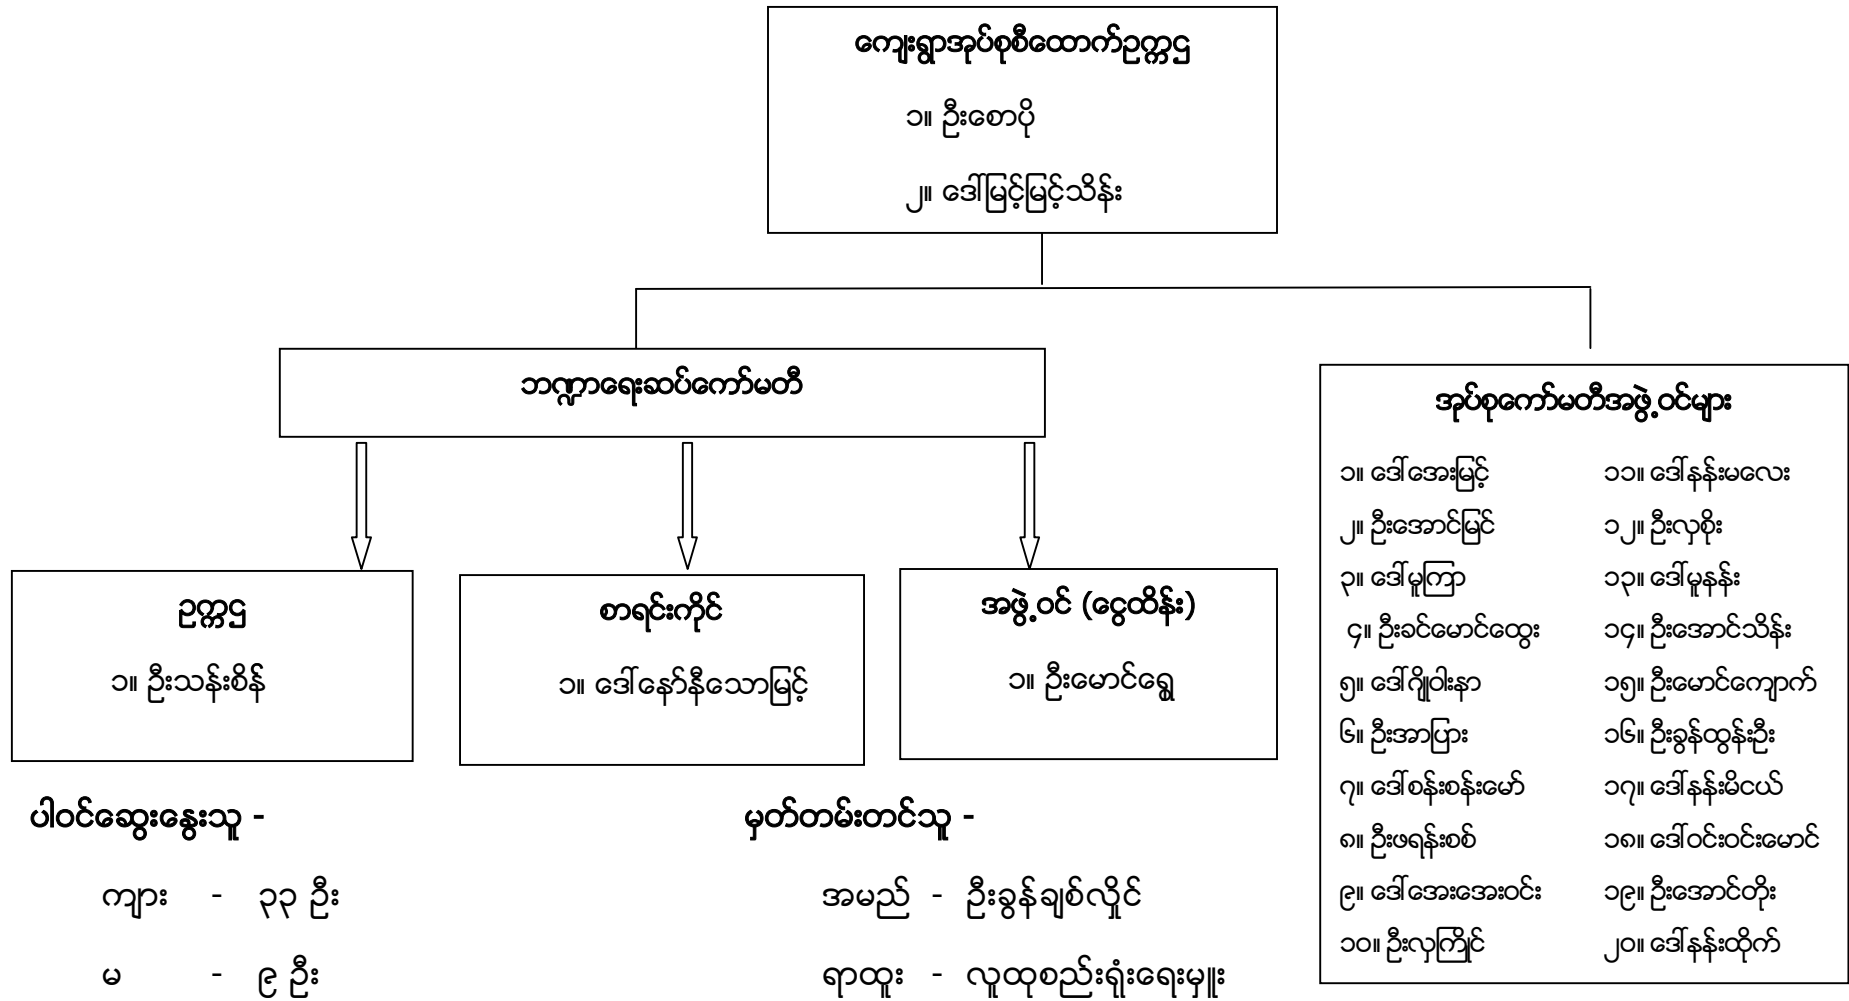 ကျေးရွာအုပ်စုစီထောက်ဥက္ကဌ
၁။ ဦးစောပို
၂။ ဒေါ်မြင့်မြင့်သိန်း
ဘဏ္ဍာရေးဆပ်ကော်မတီ
ဥက္ကဌ
၁။ ဦးသန်းစိန်
စာရင်းကိုင်
၁။ ဒေါ်နော်နီသောမြင့်
အဖွဲ့ဝင် (ငွေထိန်း)
၁။ ဦးမောင်ရွှေ
အုပ်စုကော်မတီအဖွဲ့ဝင်များ
၁။ ဒေါ်အေးမြင့်
၂။ ဦးအောင်မြင်
၃။ ဒေါ်မူကြာ
၄။ ဦးခင်မောင်ထွေး
၅။ ဒေါ်ဂျိုဝါးနာ
၆။ ဦးအာပြား
၇။ ဒေါ်စန်းစန်းမော်
၈။ ဦးဖရန်းစစ်
၉။ ဒေါ်အေးအေးဝင်း
၁၀။ ဦးလှကြိုင်
၁၁။ ဒေါ်နန်းမလေး
၁၂။ ဦးလှစိုး
၁၃။ ဒေါ်မူနန်း
၁၄။ ဦးအောင်သိန်း
၁၅။ ဦးမောင်ကျောက်
၁၆။ ဦးခွန်ထွန်းဦး
၁၇။ ဒေါ်နန်းမိငယ်
၁၈။ ဒေါ်ဝင်းဝင်းမောင်
၁၉။ ဦးအောင်တိုး
၂၀။ ဒေါ်နန်းထိုက်
ပါဝင်ဆွေးနွေးသူ -
ကျား - ၃၃ ဦး
မ - ၉ ဦး
မှတ်တမ်းတင်သူ -
အမည် - ဦးခွန်ချစ်လှိုင်
ရာထူး - လူထုစည်းရုံးရေးမှူး